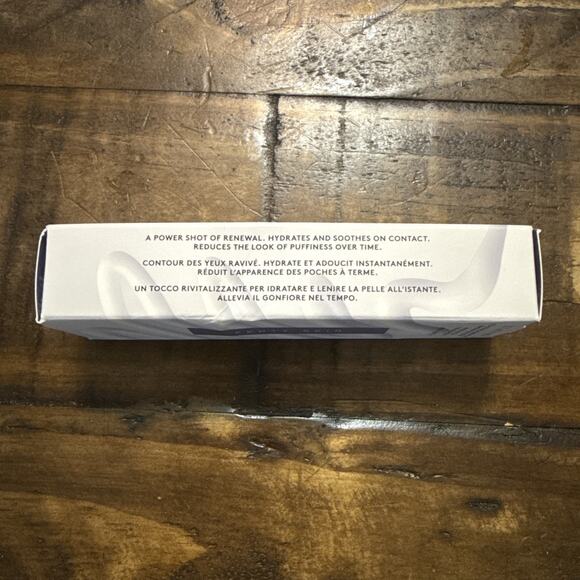 A POWER SHOT OF RENEWAL. HYDRATES AND SOOTHES ON CONTACT.
REDUCES THE LOOK OF PUFFINESS OVER TIME.
CONTOUR DES YEUX RAVIVÉ. HYDRATE ET ADOUCIT INSTANTANÉMENT.
RÉDUIT L'APPARENCE DES POCHES À TERME.
UN TOCCO RIVITALIZZANTE PER IDRATARE E LENIRE LA PELLE ALL'ISTANTE.
ALLEVIA IL GONFIORE NEL TEMPO.
FENTY SKIN